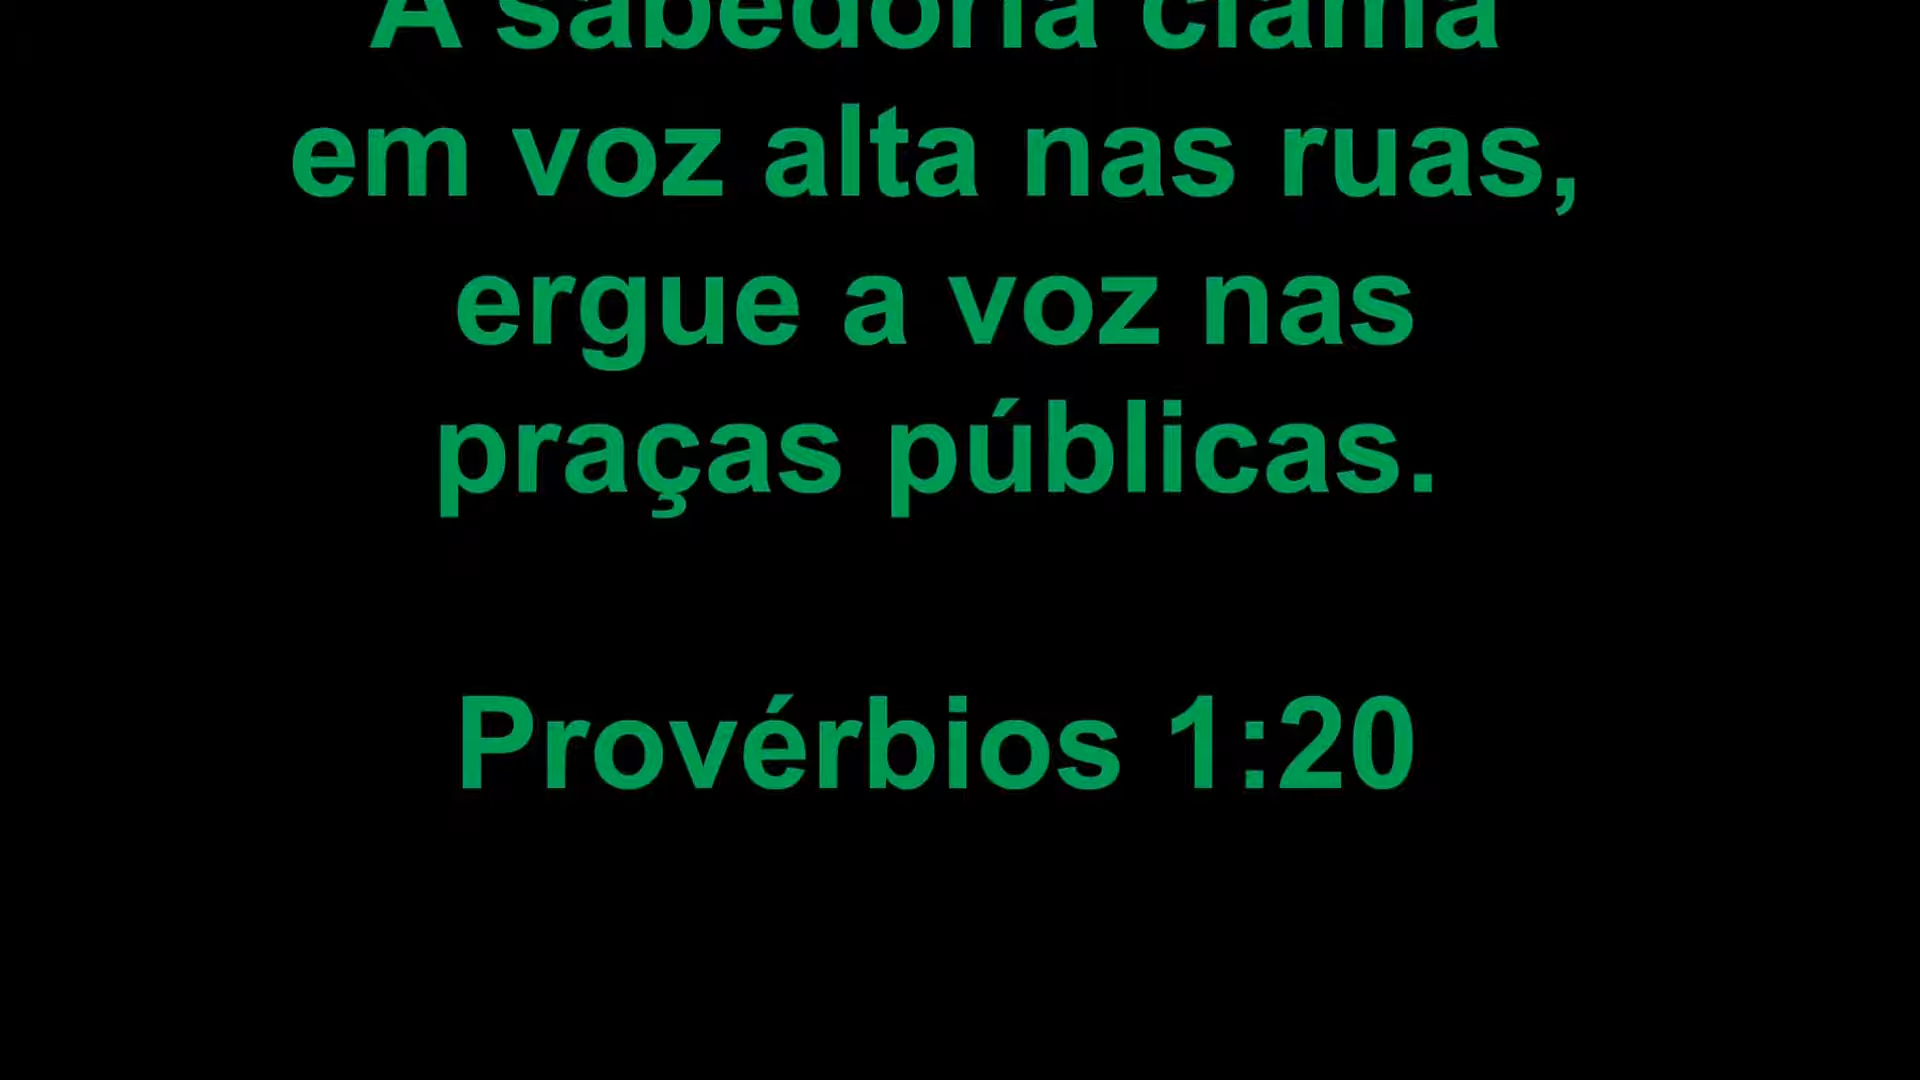 A sabedoria clama
em voz alta nas ruas,
ergue a voz nas
praças públicas.
Provérbios 1:20